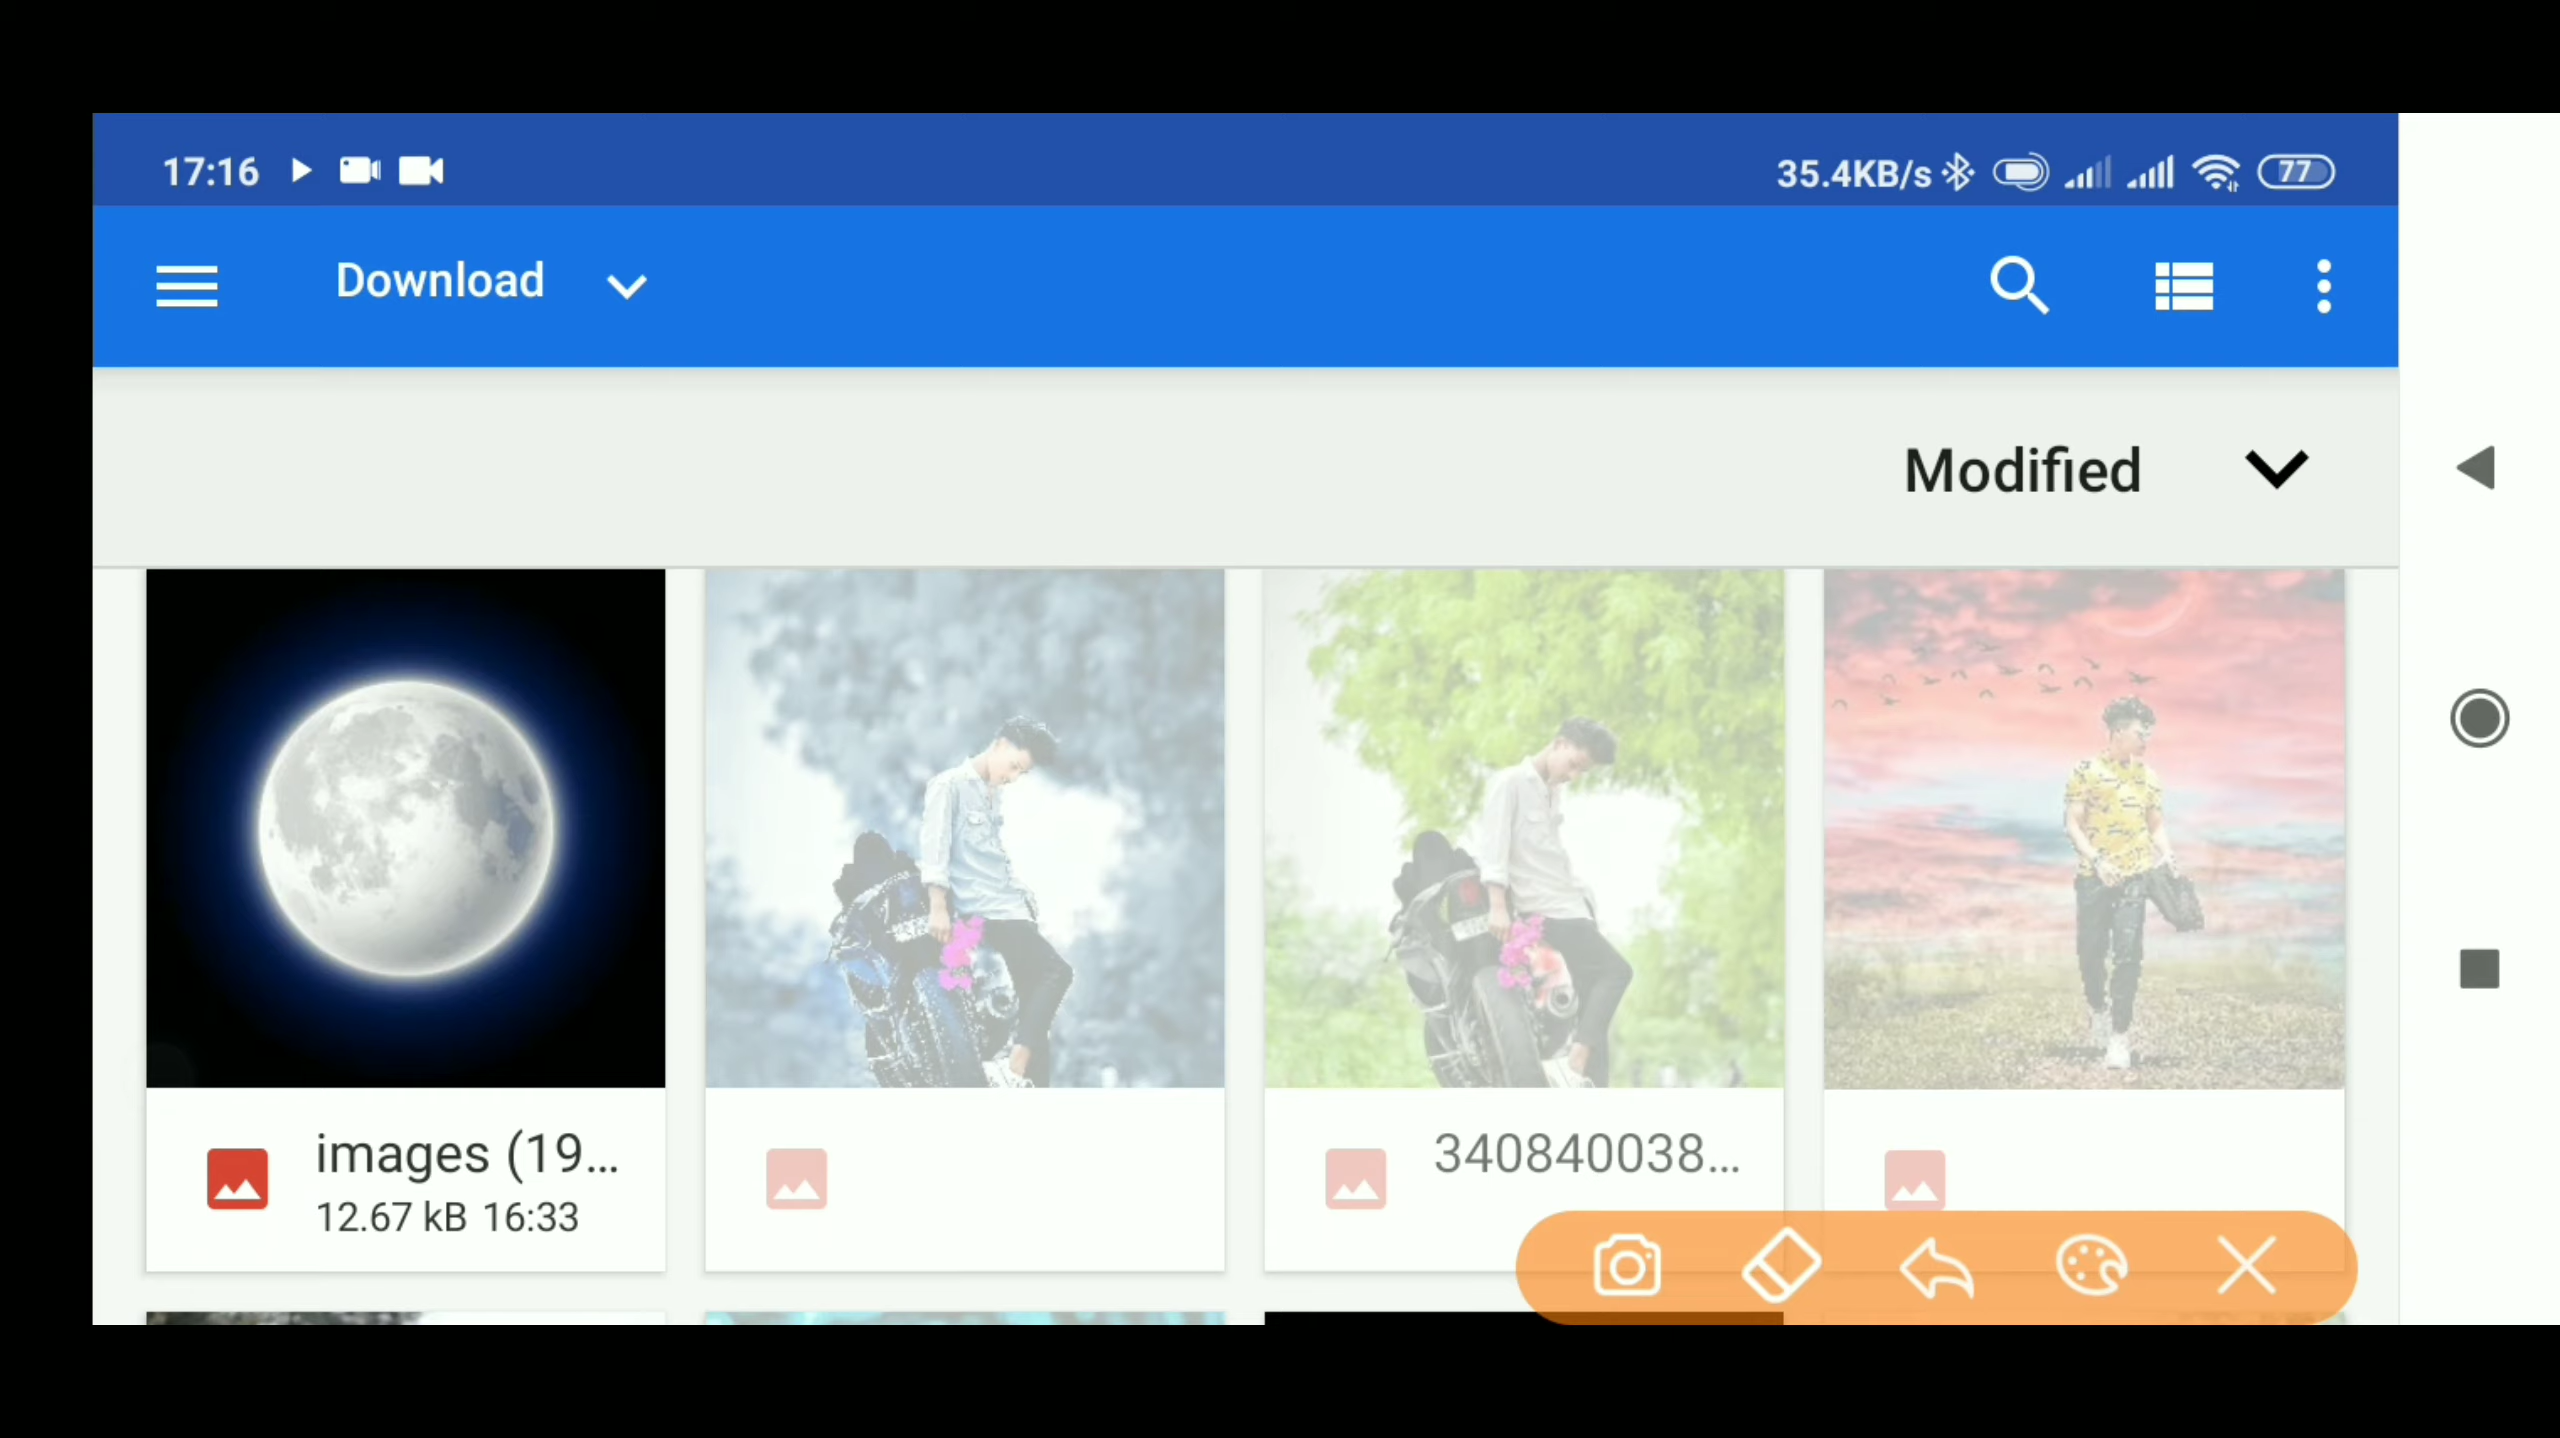 17:16
35.4KB/s
77
Download
Modified
images (19...
12.67 kB 16:33
340840038...